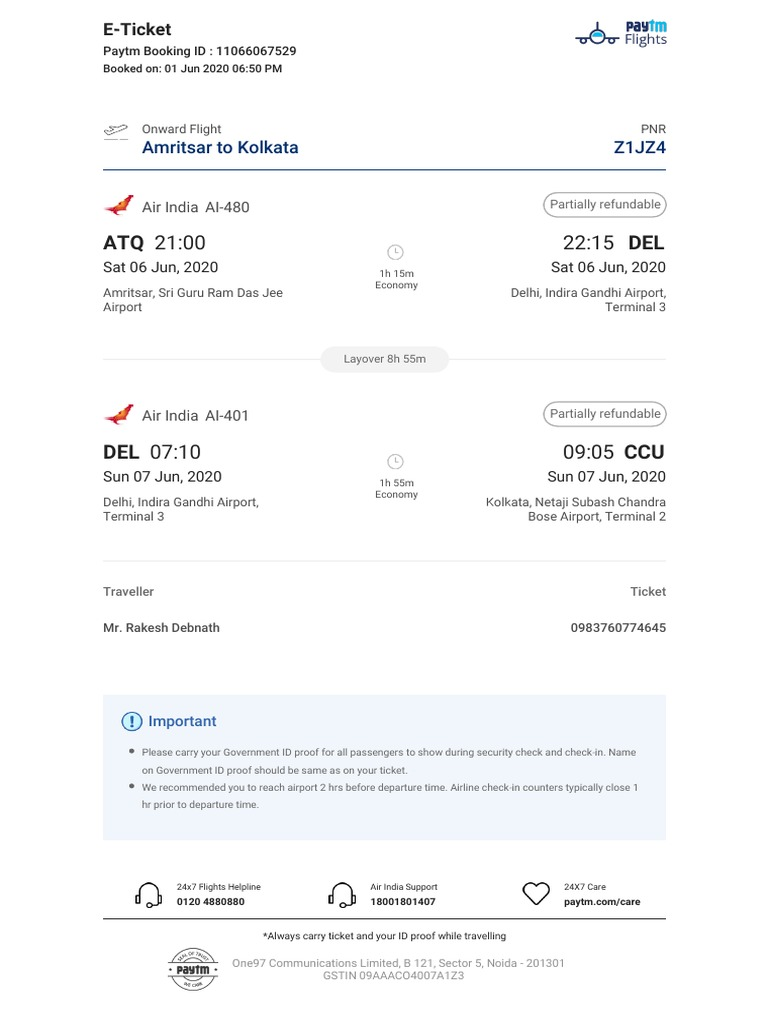 E-Ticket
Paytm Booking ID : 11066067529
Booked on: 01 Jun 2020 06:50 PM
paytm
Flights
Onward Flight
Amritsar to Kolkata
PNR
Z1JZ4
Air India AI-480
Partially refundable
ATQ 21:00
22:15 DEL
Sat 06 Jun, 2020
1h 15m
Economy
Sat 06 Jun, 2020
Amritsar, Sri Guru Ram Das Jee
Airport
Delhi, Indira Gandhi Airport,
Terminal 3
Layover 8h 55m
Air India AI-401
Partially refundable
DEL 07:10
09:05 CCU
Sun 07 Jun, 2020
1h 55m
Economy
Sun 07 Jun, 2020
Delhi, Indira Gandhi Airport,
Terminal 3
Kolkata, Netaji Subash Chandra
Bose Airport, Terminal 2
Traveller
Ticket
Mr. Rakesh Debnath
0983760774645
Important
• Please carry your Government ID proof for all passengers to show during security check and check-in. Name
on Government ID proof should be same as on your ticket.
• We recommended you to reach airport 2 hrs before departure time. Airline check-in counters typically close 1
hr prior to departure time.
24x7 Flights Helpline
0120 4880880
Air India Support
18001801407
24X7 Care
paytm.com/care
*Always carry ticket and your ID proof while travelling
SEAL OF TRUST
paytm
WE CARE
One97 Communications Limited, B 121, Sector 5, Noida - 201301
GSTIN 09AAACO4007A1Z3